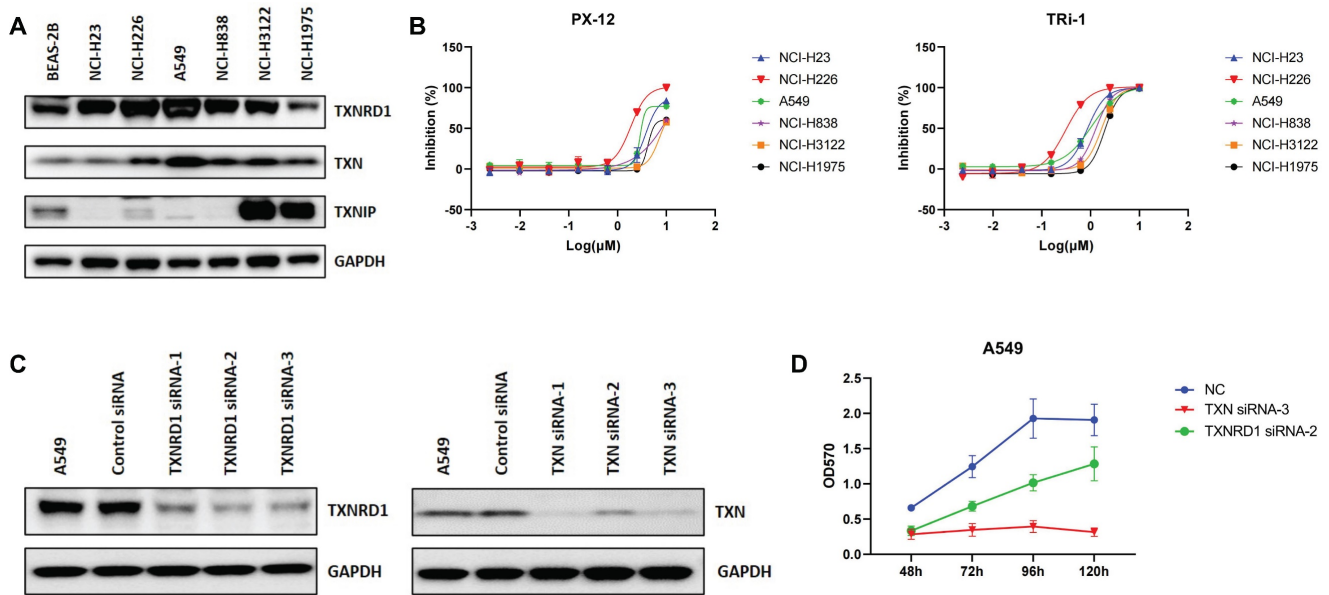 A
BEAS-2B
NCI-H23
NCI-H226
A549
NCI-H838
NCI-H3122
NCI-H1975
TXNRD1
TXN
TXNIP
GAPDH
B
PX-12
Inhibition (%)
150
100
50
0
-50
-3 -2 -1 0 1 2
Log(µM)
NCI-H23
NCI-H226
A549
NCI-H838
NCI-H3122
NCI-H1975
TRi-1
Inhibition (%)
150
100
50
0
-50
-3 -2 -1 0 1 2
Log(µM)
NCI-H23
NCI-H226
A549
NCI-H838
NCI-H3122
NCI-H1975
C
A549
Control siRNA
TXNRD1 siRNA-1
TXNRD1 siRNA-2
TXNRD1 siRNA-3
TXNRD1
GAPDH
A549
Control siRNA
TXN siRNA-1
TXN siRNA-2
TXN siRNA-3
TXN
GAPDH
D
A549
OD570
2.5
2.0
1.5
1.0
0.5
0.0
48h 72h 96h 120h
NC
TXN siRNA-3
TXNRD1 siRNA-2